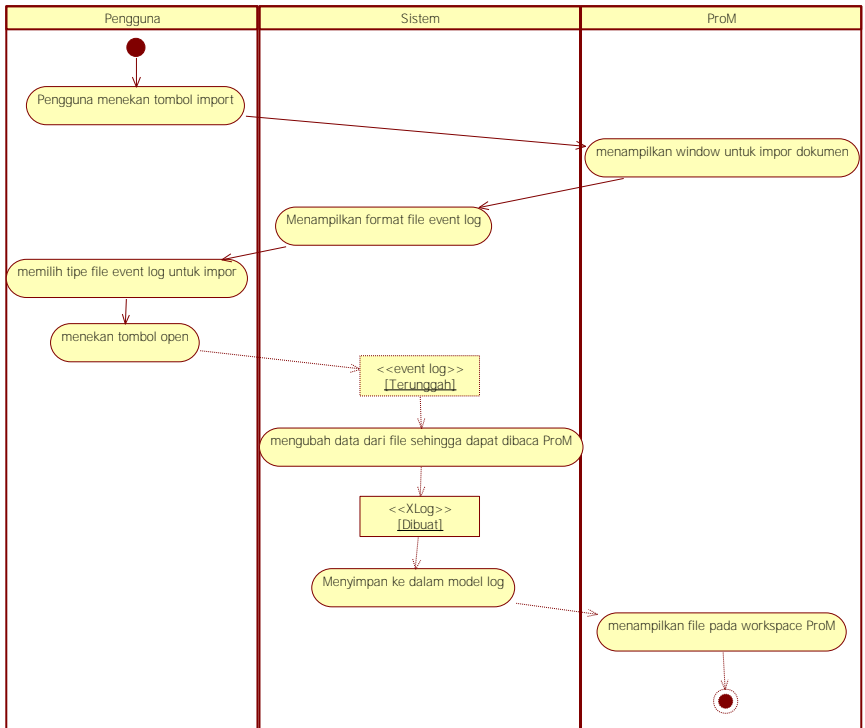 Pengguna
Sistem
ProM
Pengguna menekan tombol import
menampilkan window untuk impor dokumen
Menampilkan format file event log
memilih tipe file event log untuk impor
menekan tombol open
<<event log>>
[Terunggah]
mengubah data dari file sehingga dapat dibaca ProM
<<XLog>>
[Dibuat]
Menyimpan ke dalam model log
menampilkan file pada workspace ProM